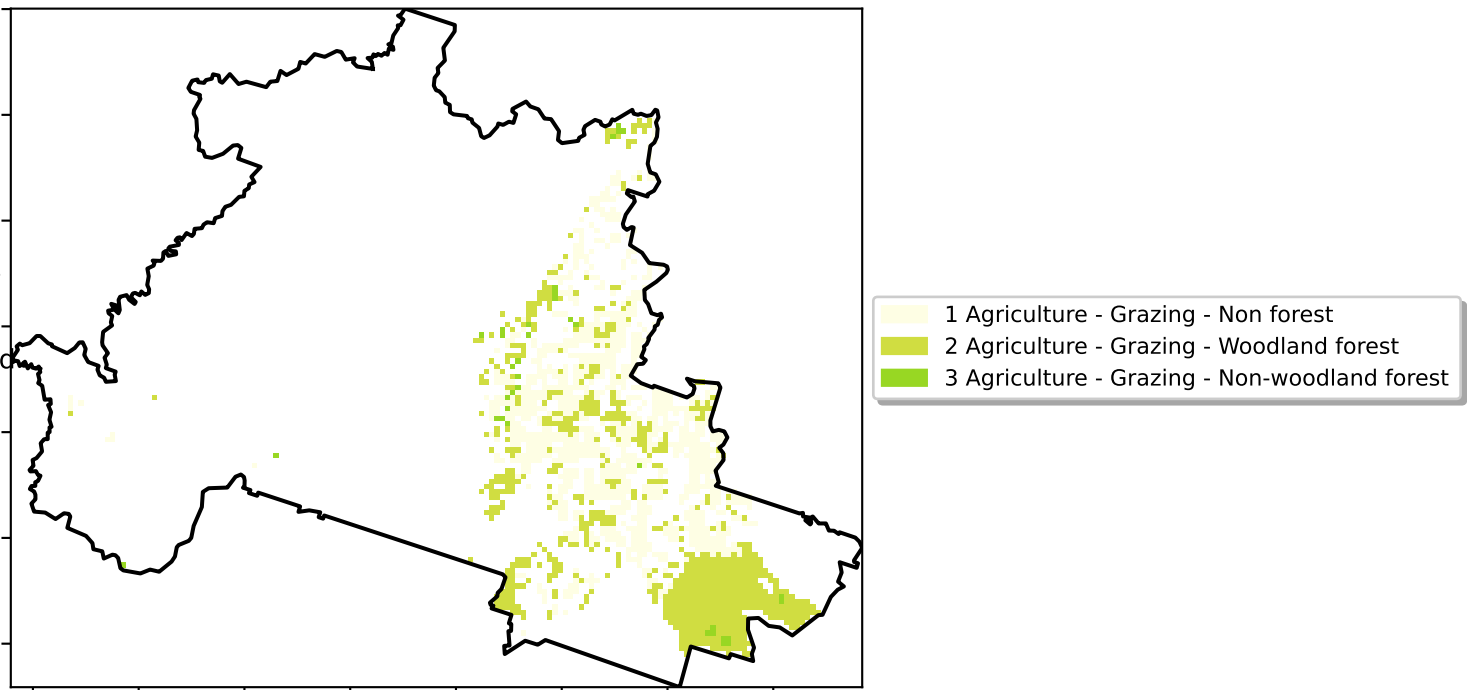 1 Agriculture - Grazing - Non forest
2 Agriculture - Grazing - Woodland forest
3 Agriculture - Grazing - Non-woodland forest